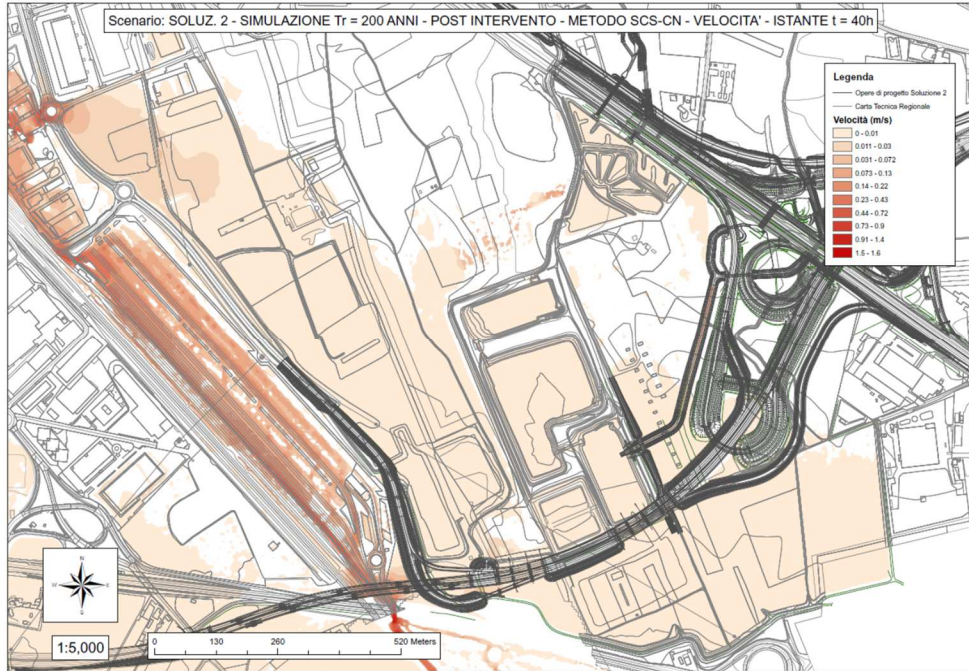 Scenario: SOLUZ. 2 - SIMULAZIONE Tr = 200 ANNI - POST INTERVENTO - METODO SCS-CN - VELOCITA' - ISTANTE t = 40h
Legenda
Opere di progetto Soluzione 2
Carta Tecnica Regionale
Velocità (m/s)
0 - 0.01
0.011 - 0.03
0.031 - 0.072
0.073 - 0.13
0.14 - 0.22
0.23 - 0.43
0.44 - 0.72
0.73 - 0.9
0.91 - 1.4
1.5 - 1.6
N
W E
S
1:5,000
0 130 260 520 Meters